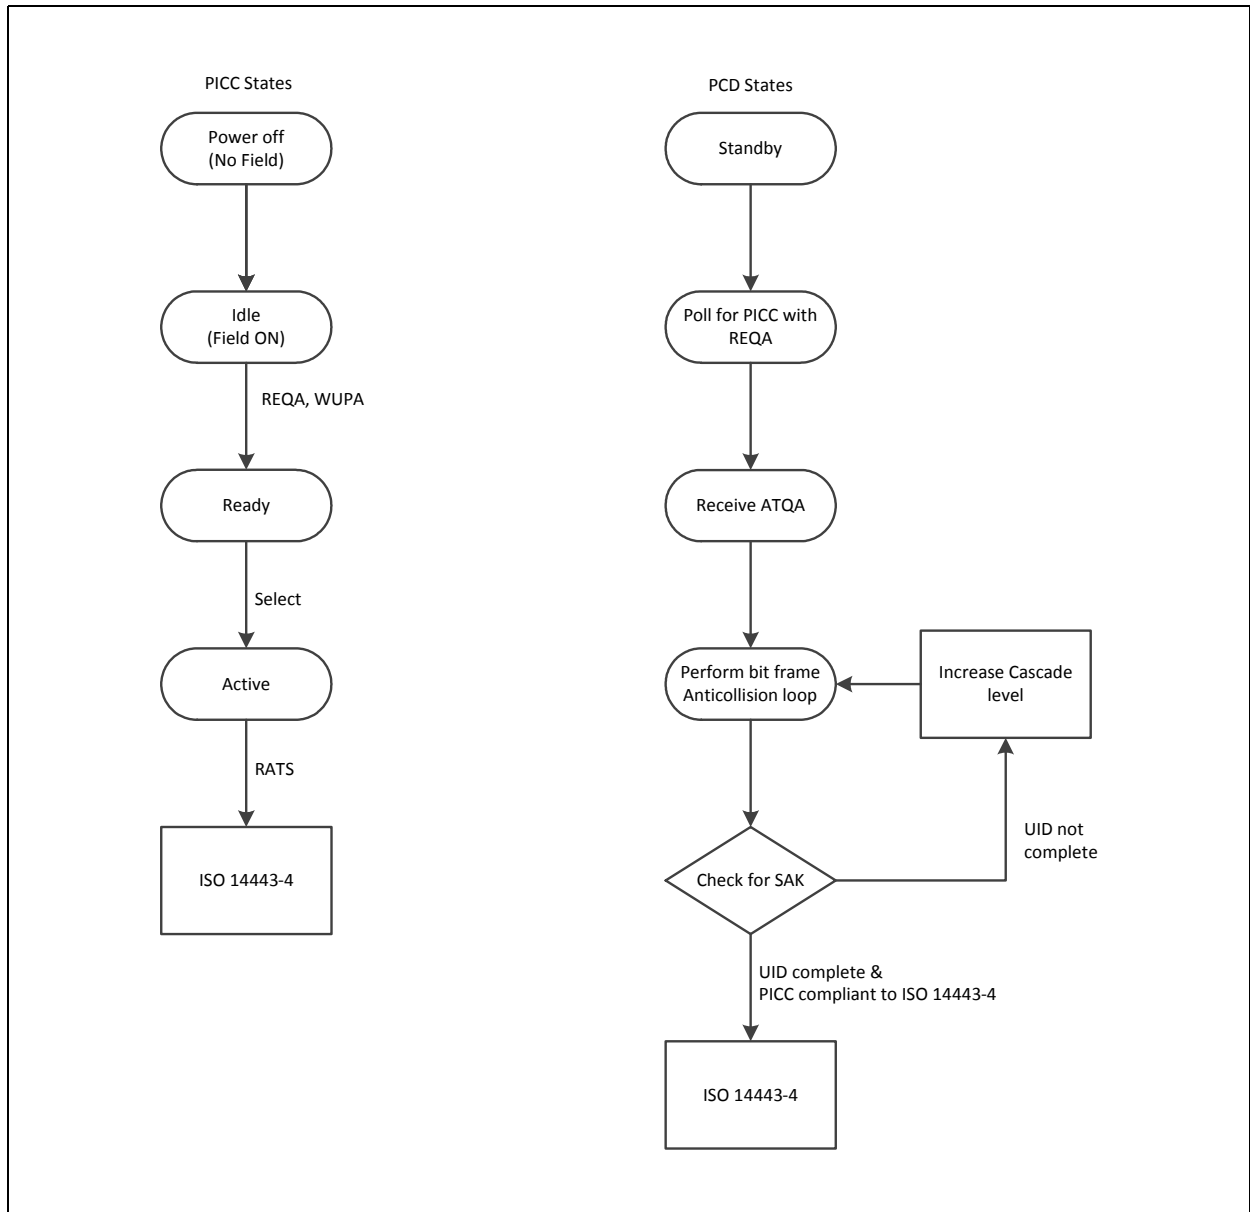 PICC States
Power off
(No Field)
Idle
(Field ON)
REQA, WUPA
Ready
Select
Active
RATS
ISO 14443-4
PCD States
Standby
Poll for PICC with
REQA
Receive ATQA
Perform bit frame
Anticollision loop
Increase Cascade
level
Check for SAK
UID not
complete
UID complete &
PICC compliant to ISO 14443-4
ISO 14443-4